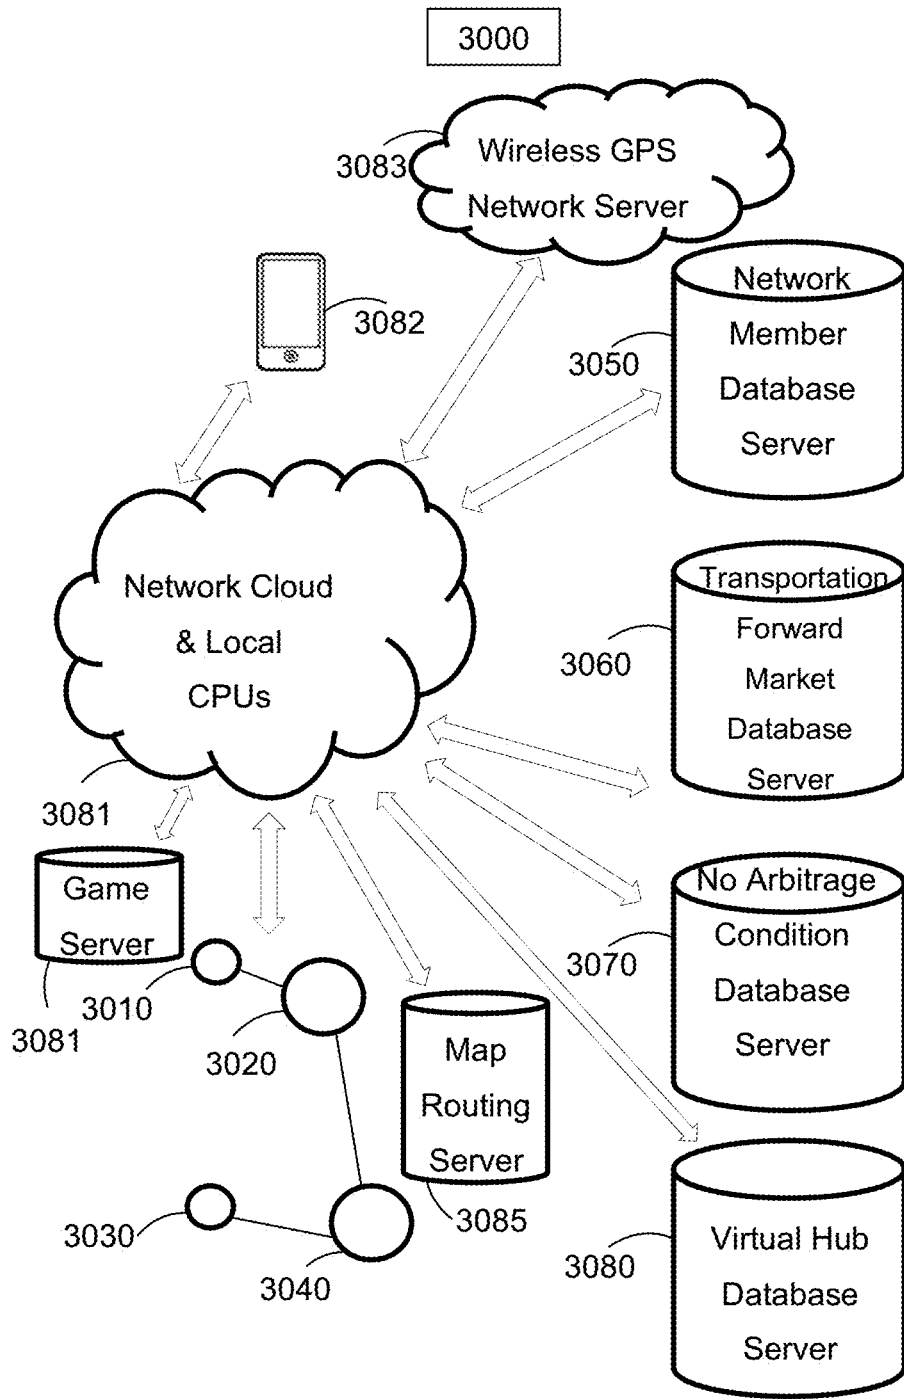 3000
3083
Wireless GPS
Network Server
3082
3050
Network
Member
Database
Server
Network Cloud
& Local
CPUs
3081
3060
Transportation
Forward
Market
Database
Server
Game
Server
3081
3010
3020
3030
3040
Map
Routing
Server
3085
3070
No Arbitrage
Condition
Database
Server
3080
Virtual Hub
Database
Server